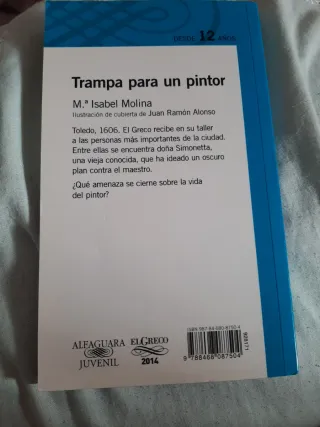 DESDE 12 AÑOS
Trampa para un pintor
M.ª Isabel Molina
Ilustración de cubierta de Juan Ramón Alonso
Toledo, 1606. El Greco recibe en su taller
a las personas más importantes de la ciudad.
Entre ellas se encuentra doña Simonetta,
una vieja conocida, que ha ideado un oscuro
plan contra el maestro.
¿Qué amenaza se cierne sobre la vida
del pintor?
ALFAGUARA
JUVENIL
EL GRECO
2014
9 788466 087504